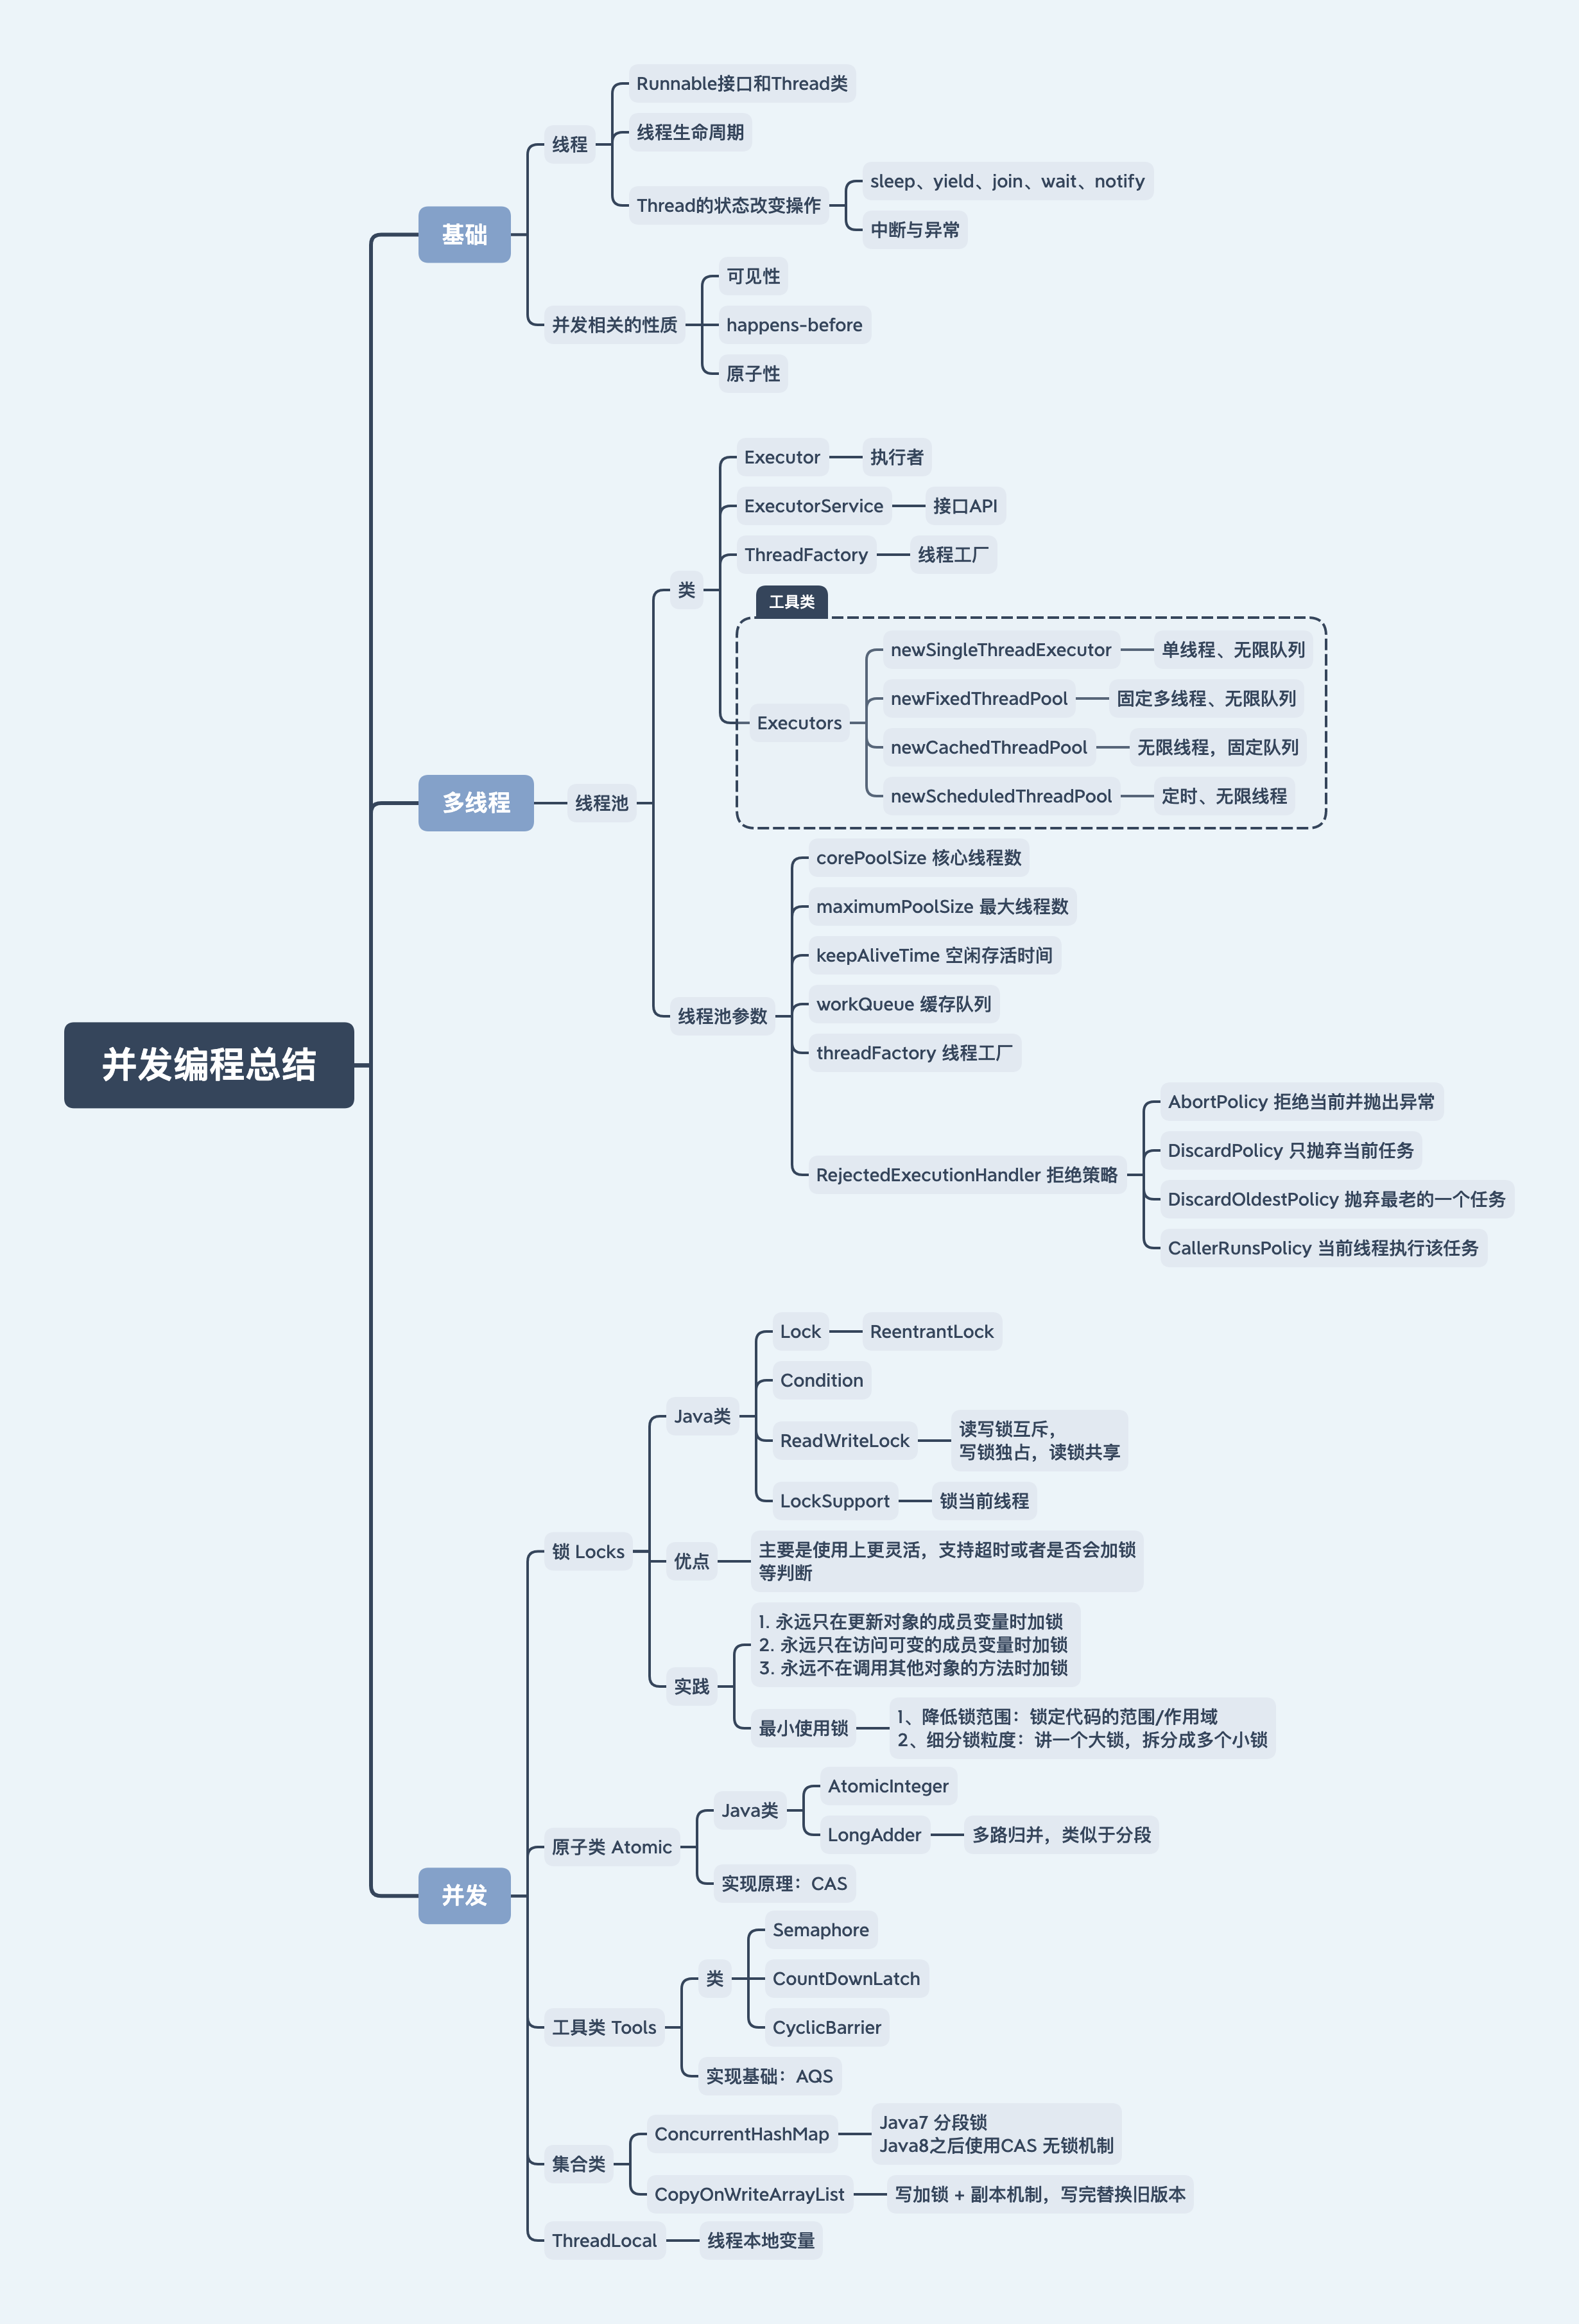 并发编程总结
基础
线程
Runnable接口和Thread类
线程生命周期
Thread的状态改变操作
sleep、yield、join、wait、notify
中断与异常
并发相关的性质
可见性
happens-before
原子性
多线程
线程池
类
Executor
执行者
ExecutorService
接口API
ThreadFactory
线程工厂
工具类
Executors
newSingleThreadExecutor
单线程、无限队列
newFixedThreadPool
固定多线程、无限队列
newCachedThreadPool
无限线程，固定队列
newScheduledThreadPool
定时、无限线程
线程池参数
corePoolSize 核心线程数
maximumPoolSize 最大线程数
keepAliveTime 空闲存活时间
workQueue 缓存队列
threadFactory 线程工厂
RejectedExecutionHandler 拒绝策略
AbortPolicy 拒绝当前并抛出异常
DiscardPolicy 只抛弃当前任务
DiscardOldestPolicy 抛弃最老的一个任务
CallerRunsPolicy 当前线程执行该任务
并发
锁 Locks
Java类
Lock
ReentrantLock
Condition
ReadWriteLock
读写锁互斥，
写锁独占，读锁共享
LockSupport
锁当前线程
优点
主要是使用上更灵活，支持超时或者是否会加锁
等判断
实践
1. 永远只在更新对象的成员变量时加锁
2. 永远只在访问可变的成员变量时加锁
3. 永远不在调用其他对象的方法时加锁
最小使用锁
1、降低锁范围：锁定代码的范围/作用域
2、细分锁粒度：讲一个大锁，拆分成多个小锁
原子类 Atomic
Java类
AtomicInteger
LongAdder
多路归并，类似于分段
实现原理：CAS
工具类 Tools
类
Semaphore
CountDownLatch
CyclicBarrier
实现基础：AQS
集合类
ConcurrentHashMap
Java7 分段锁
Java8之后使用CAS 无锁机制
CopyOnWriteArrayList
写加锁 + 副本机制，写完替换旧版本
ThreadLocal
线程本地变量